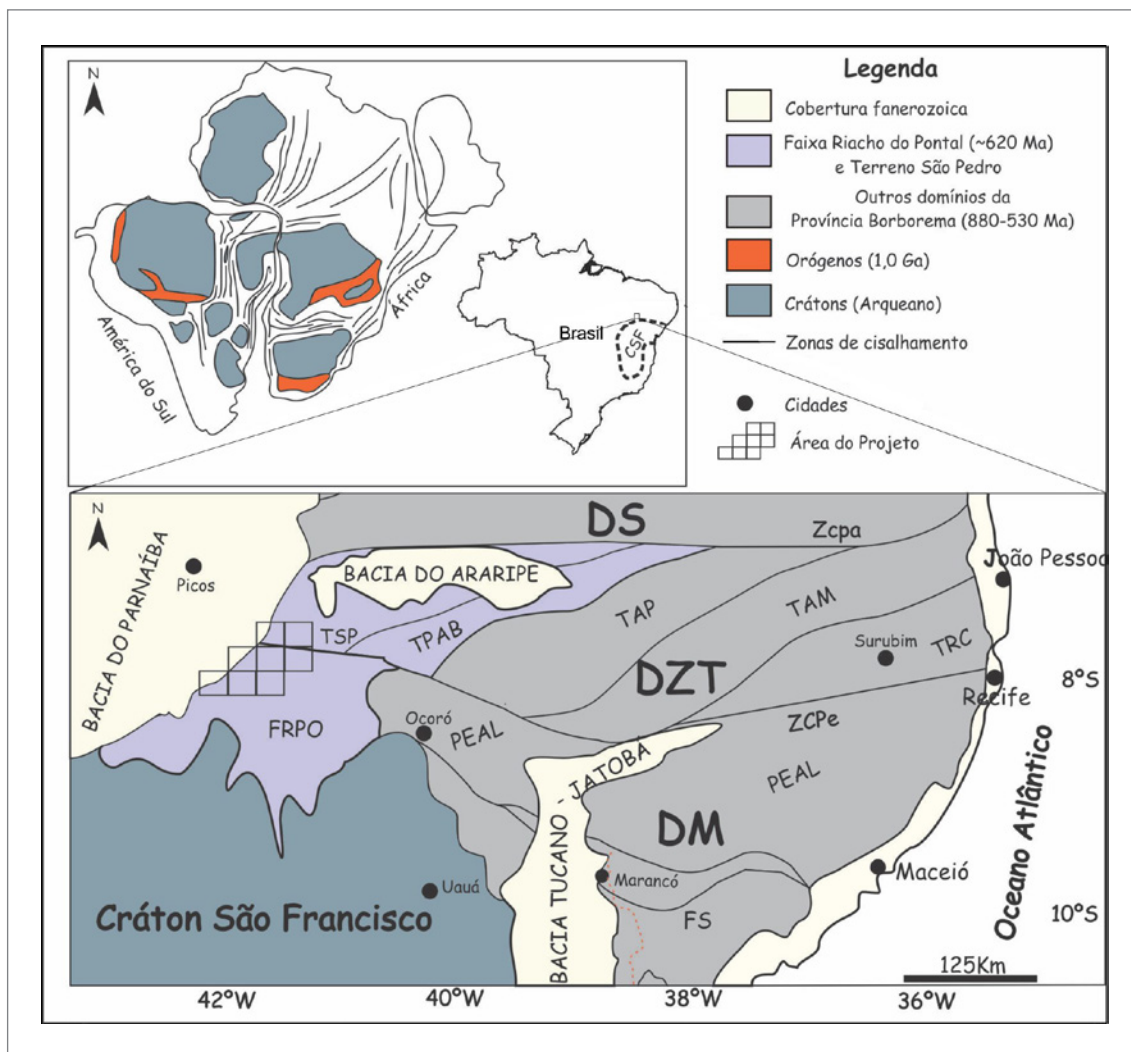 N
América do Sul
África
Brasil
CSF
Legenda
Cobertura fanerozoica
Faixa Riacho do Pontal (~620 Ma)
e Terreno São Pedro
Outros domínios da
Província Borborema (880-530 Ma)
Orógenos (1,0 Ga)
Crátons (Arqueano)
Zonas de cisalhamento
Cidades
Área do Projeto
N
BACIA DO PARNAÍBA
Picos
DS
Zcpa
BACIA DO ARARIPE
João Pessoa
TSP
TPAB
TAP
TAM
TRC
Surubim
DZT
8°S
Recife
FRPO
Ocoró
PEAL
ZCPe
BACIA TUCANO - JATOBA
PEAL
DM
Oceano Atlântico
Uauá
Marancó
Maceió
Cráton São Francisco
FS
10°S
125Km
42°W
40°W
38°W
36°W